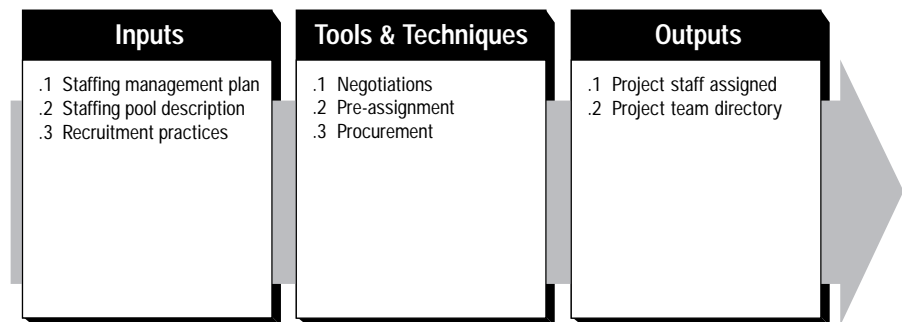 Inputs
.1 Staffing management plan
.2 Staffing pool description
.3 Recruitment practices
Tools & Techniques
.1 Negotiations
.2 Pre-assignment
.3 Procurement
Outputs
.1 Project staff assigned
.2 Project team directory